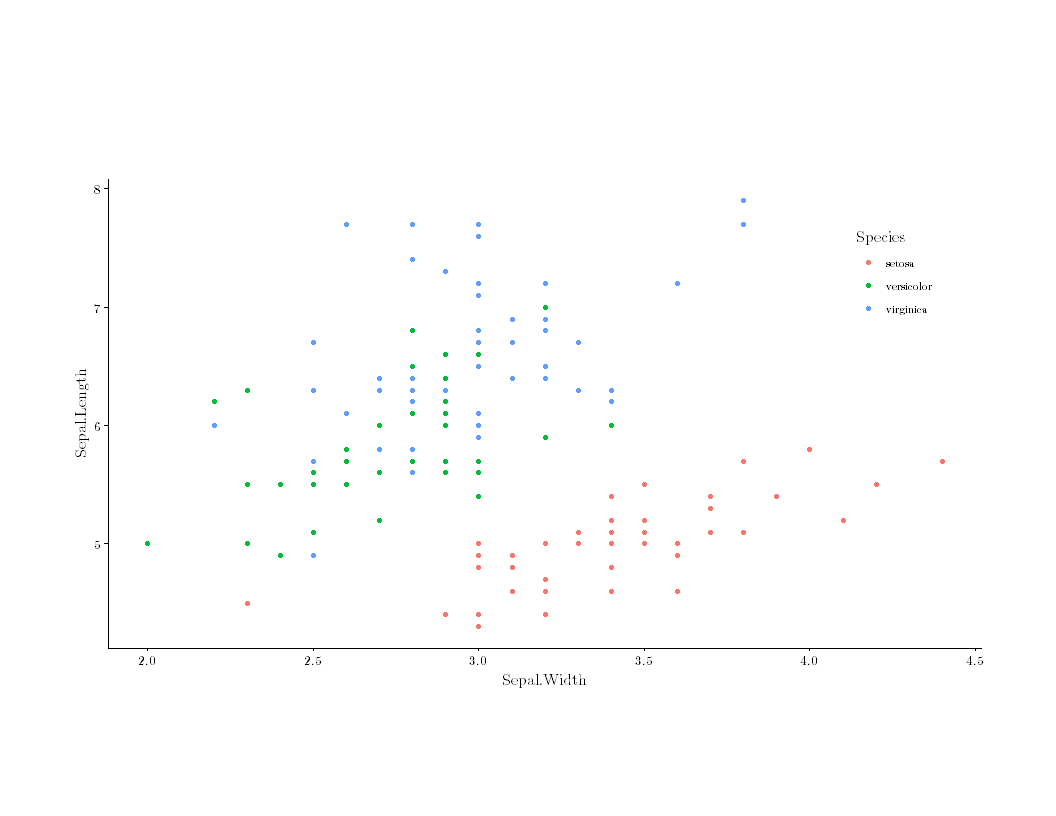 8
7
6
5
Sepal.Length
2.0 2.5 3.0 3.5 4.0 4.5
Sepal.Width
Species
setosa
versicolor
virginica